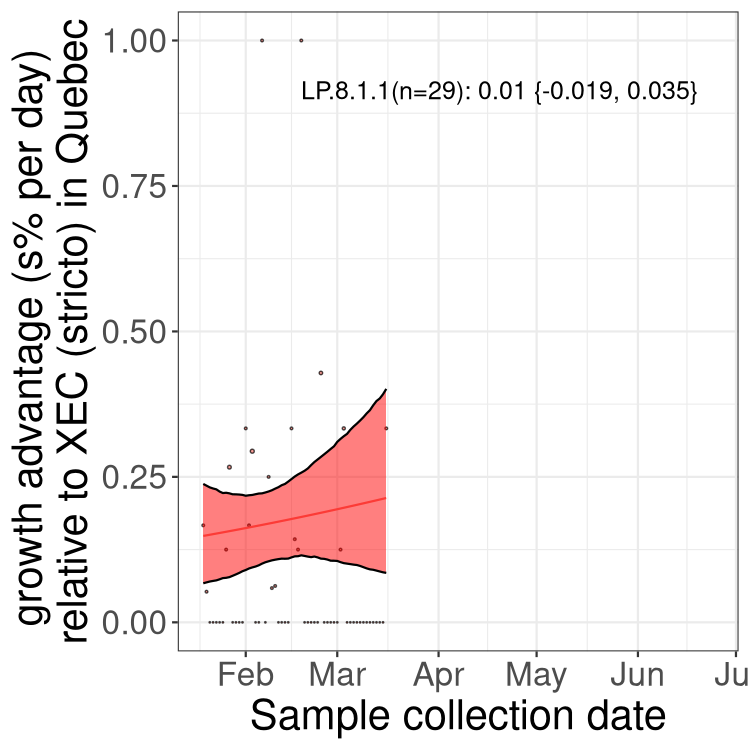 growth advantage (s% per day)
relative to XEC (stricto) in Quebec
1.00
0.75
0.50
0.25
0.00
LP.8.1.1(n=29): 0.01 {-0.019, 0.035}
Feb Mar Apr May Jun Ju
Sample collection date